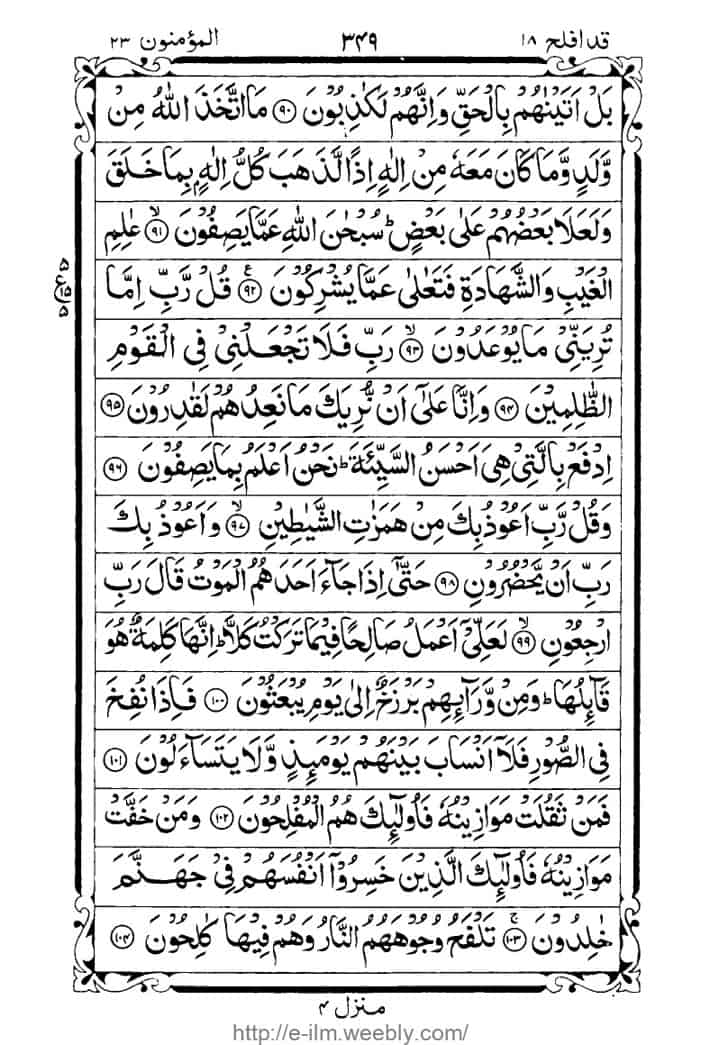 قد افلح ١٨ ٣٤٩ المؤمنون ٢٣
بَلْ اَتَيْنٰهُمْ بِالْحَقِّ وَاِنَّهُمْ لَكٰذِبُوْنَ ﴿٩٠﴾ مَا اتَّخَذَ اللّٰهُ مِنْ
وَّلَدٍ وَّمَا كَانَ مَعَهٗ مِنْ اِلٰهٍ اِذًا لَّذَهَبَ كُلُّ اِلٰهٍۭ بِمَا خَلَقَ
وَلَعَلَا بَعْضُهُمْ عَلٰى بَعْضٍ ؕ سُبْحٰنَ اللّٰهِ عَمَّا يَصِفُوْنَ ﴿٩١﴾ۙ عٰلِمِ
الْغَيْبِ وَالشَّهَادَةِ فَتَعٰلٰى عَمَّا يُشْرِكُوْنَ ﴿٩٢﴾ قُلْ رَّبِّ اِمَّا
تُرِيَنِّىْ مَا يُوْعَدُوْنَ ﴿٩٣﴾ۙ رَبِّ فَلَا تَجْعَلْنِىْ فِى الْقَوْمِ
الظّٰلِمِيْنَ ﴿٩٤﴾ وَاِنَّا عَلٰٓى اَنْ نُّرِيَكَ مَا نَعِدُهُمْ لَقٰدِرُوْنَ ﴿٩٥﴾
اِدْفَعْ بِالَّتِىْ هِىَ اَحْسَنُ السَّيِّئَةَ ؕ نَحْنُ اَعْلَمُ بِمَا يَصِفُوْنَ ﴿٩٦﴾
وَقُلْ رَّبِّ اَعُوْذُ بِكَ مِنْ هَمَزٰتِ الشَّيٰطِيْنِ ﴿٩٧﴾ۙ وَاَعُوْذُ بِكَ
رَبِّ اَنْ يَّحْضُرُوْنِ ﴿٩٨﴾ حَتّٰٓى اِذَا جَآءَ اَحَدَهُمُ الْمَوْتُ قَالَ رَبِّ
ارْجِعُوْنِ ﴿٩٩﴾ۙ لَعَلِّىْٓ اَعْمَلُ صَالِحًا فِيْمَا تَرَكْتُ كَلَّا ؕ اِنَّهَا كَلِمَةٌ هُوَ
قَآئِلُهَا ؕ وَمِنْ وَّرَآئِهِمْ بَرْزَخٌ اِلٰى يَوْمِ يُبْعَثُوْنَ ﴿١٠٠﴾ فَاِذَا نُفِخَ
فِى الصُّوْرِ فَلَآ اَنْسَابَ بَيْنَهُمْ يَوْمَئِذٍ وَّلَا يَتَسَآءَلُوْنَ ﴿١٠١﴾
فَمَنْ ثَقُلَتْ مَوَازِيْنُهٗ فَاُولٰٓئِكَ هُمُ الْمُفْلِحُوْنَ ﴿١٠٢﴾ وَمَنْ خَفَّتْ
مَوَازِيْنُهٗ فَاُولٰٓئِكَ الَّذِيْنَ خَسِرُوْٓا اَنْفُسَهُمْ فِىْ جَهَنَّمَ
خٰلِدُوْنَ ﴿١٠٣﴾ۚ تَلْفَحُ وُجُوْهَهُمُ النَّارُ وَهُمْ فِيْهَا كٰلِحُوْنَ ﴿١٠٤﴾
منزل ۴
http://e-ilm.weebly.com/